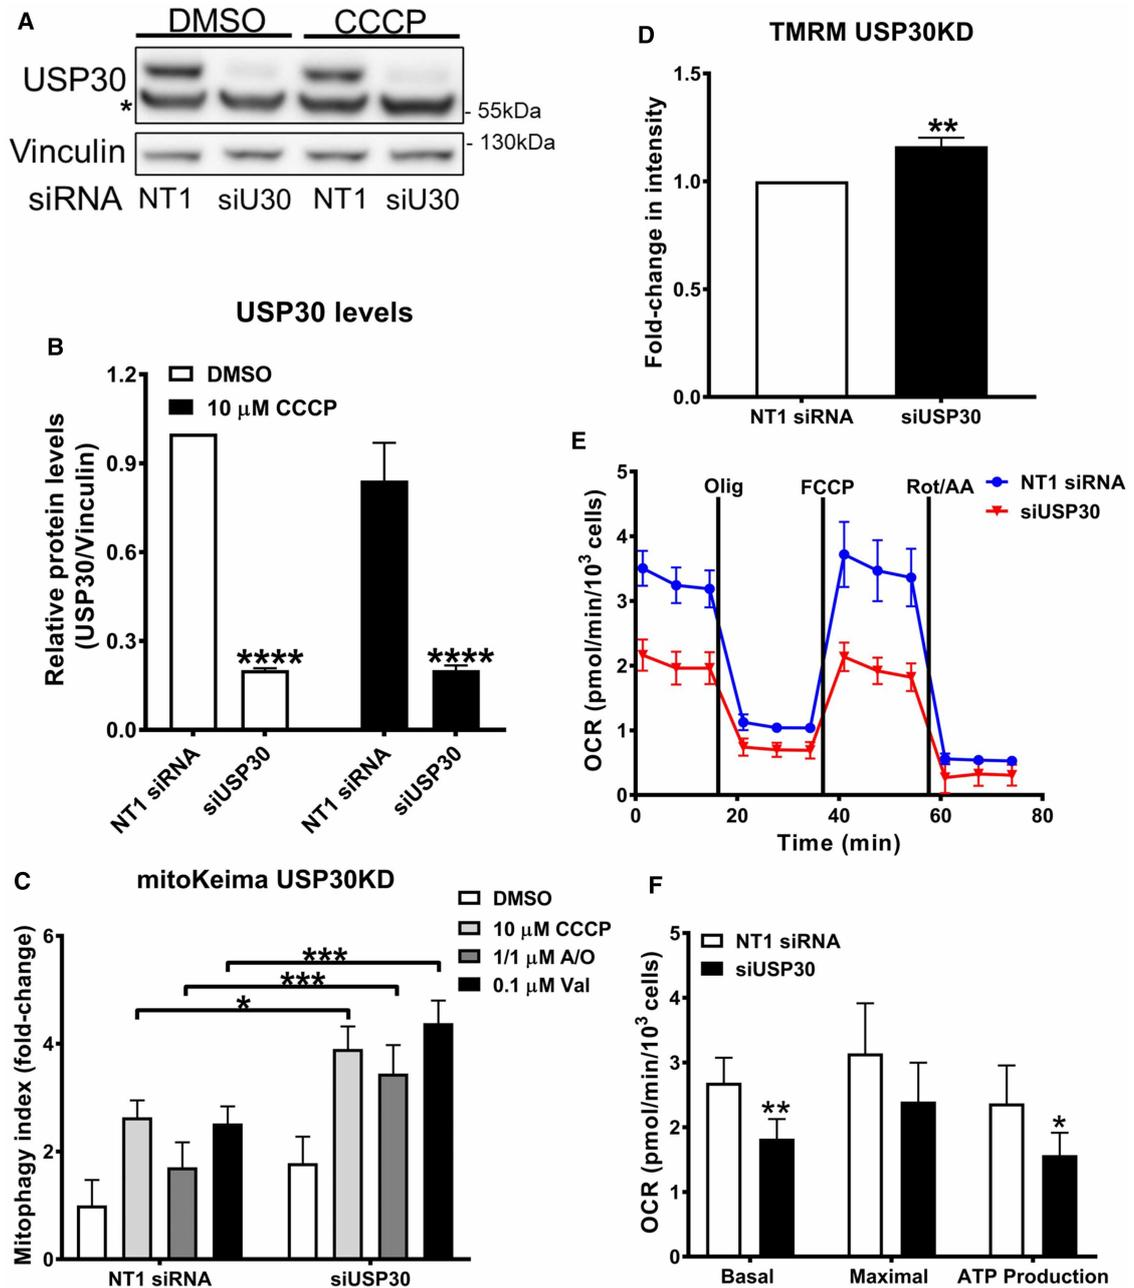 A
DMSO CCCP
USP30
*
- 55kDa
Vinculin
- 130kDa
siRNA NT1 siU30 NT1 siU30
B
USP30 levels
DMSO
10 μM CCCP
Relative protein levels
(USP30/Vinculin)
1.2
0.9
0.6
0.3
0.0
****
****
NT1 siRNA
siUSP30
NT1 siRNA
siUSP30
C
mitoKeima USP30KD
DMSO
10 μM CCCP
1/1 μM A/O
0.1 μM Val
Mitophagy index (fold-change)
6
4
2
0
***
***
*
NT1 siRNA
siUSP30
D
TMRM USP30KD
Fold-change in intensity
1.5
1.0
0.5
0.0
**
NT1 siRNA
siUSP30
E
OCR (pmol/min/10³ cells)
5
4
3
2
1
0
Olig
FCCP
Rot/AA
NT1 siRNA
siUSP30
0 20 40 60 80
Time (min)
F
NT1 siRNA
siUSP30
OCR (pmol/min/10³ cells)
5
4
3
2
1
0
**
*
Basal
Maximal
ATP Production